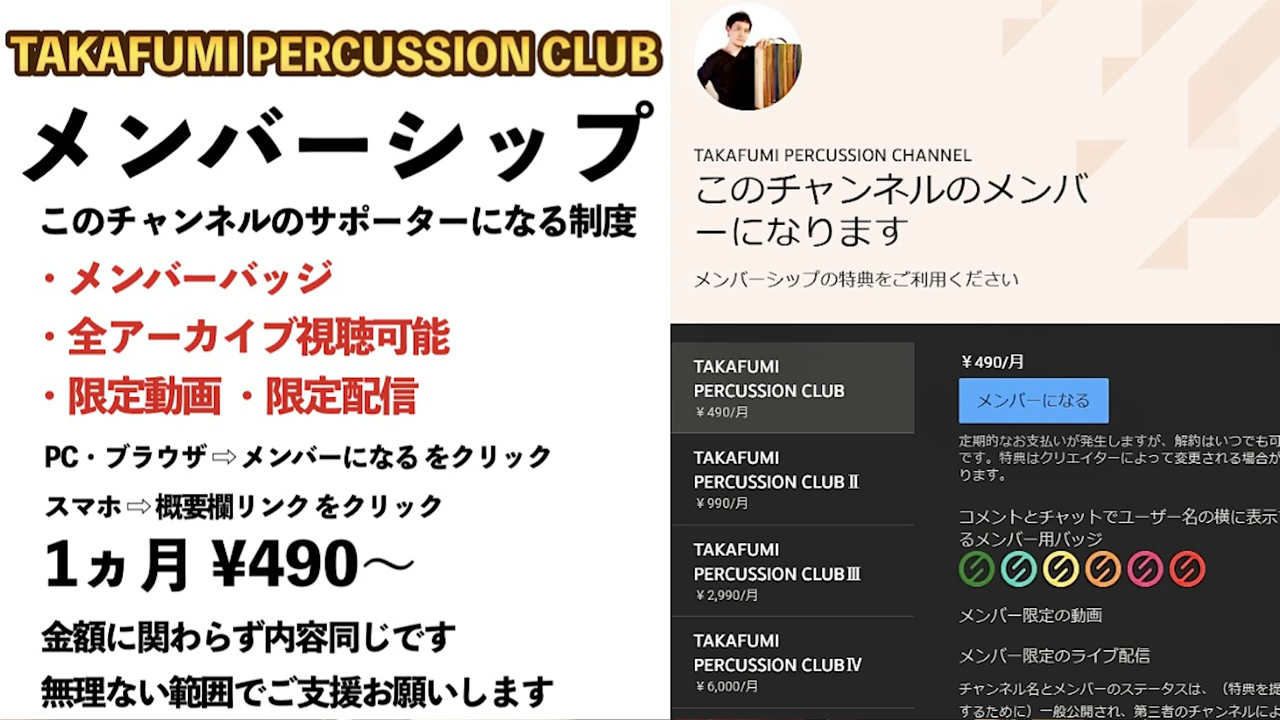 TAKAFUMI PERCUSSION CLUB
メンバーシップ
このチャンネルのサポーターになる制度
・メンバーバッジ
・全アーカイブ視聴可能
・限定動画 ・限定配信
PC・ブラウザ⇨メンバーになる をクリック
スマホ⇨概要欄リンク をクリック
1ヵ月 ¥490〜
金額に関わらず内容同じです
無理ない範囲でご支援お願いします
TAKAFUMI PERCUSSION CHANNEL
このチャンネルのメンバ
ーになります
メンバーシップの特典をご利用ください
TAKAFUMI
PERCUSSION CLUB
￥490/月
TAKAFUMI
PERCUSSION CLUBⅡ
￥990/月
TAKAFUMI
PERCUSSION CLUBⅢ
￥2,990/月
TAKAFUMI
PERCUSSION CLUBⅣ
￥6,000/月
￥490/月
メンバーになる
定期的なお支払いが発生しますが、解約はいつでも可
です。特典はクリエイターによって変更される場合が
ります。
コメントとチャットでユーザー名の横に表示
るメンバー用バッジ
メンバー限定の動画
メンバー限定のライブ配信
チャンネル名とメンバーのステータスは、（特典を提
するために）一般公開され、第三者のチャンネルによ